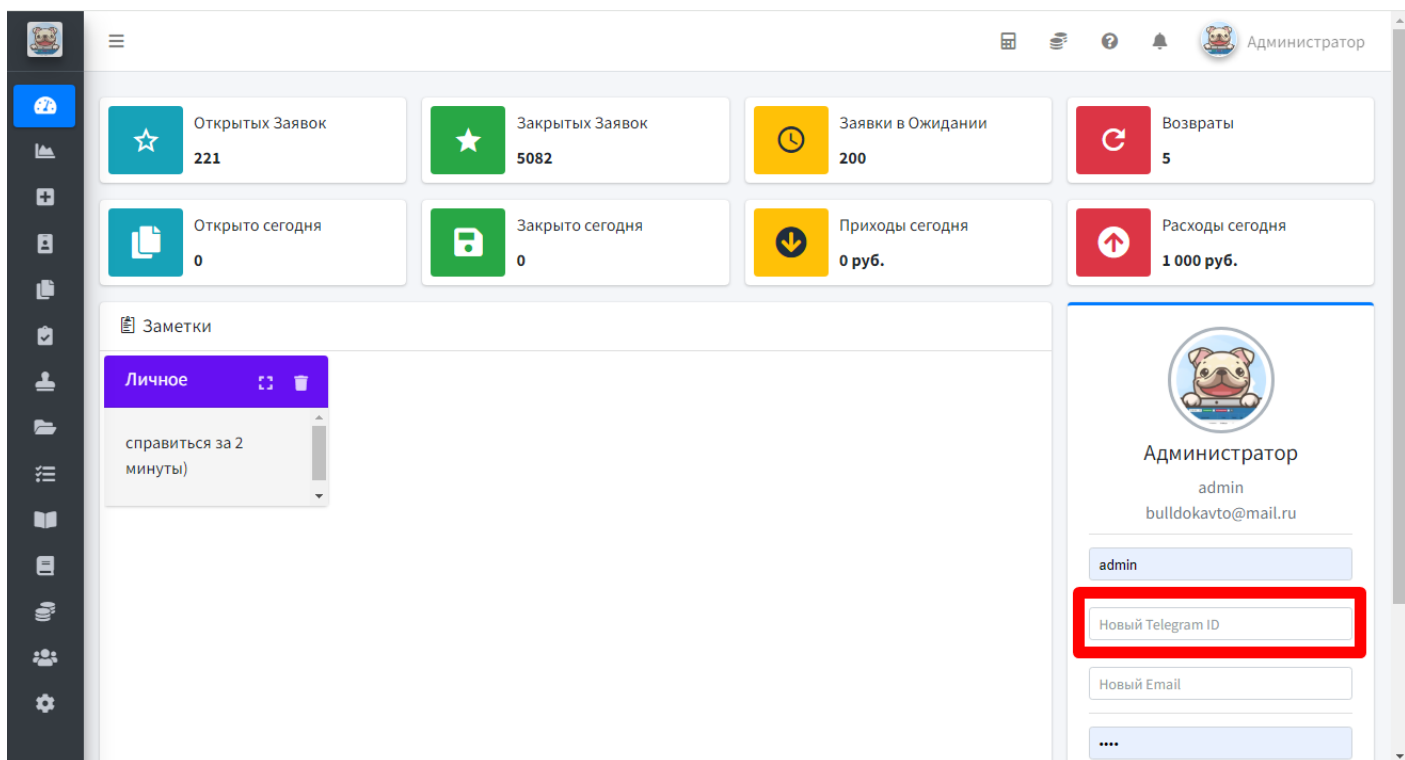 Администратор
Открытых Заявок
221
Закрытых Заявок
5082
Заявки в Ожидании
200
Возвраты
5
Открыто сегодня
0
Закрыто сегодня
0
Приходы сегодня
0 руб.
Расходы сегодня
1 000 руб.
Заметки
Личное
справиться за 2
минуты)
Администратор
admin
bulldokavto@mail.ru
admin
Новый Telegram ID
Новый Email
••••